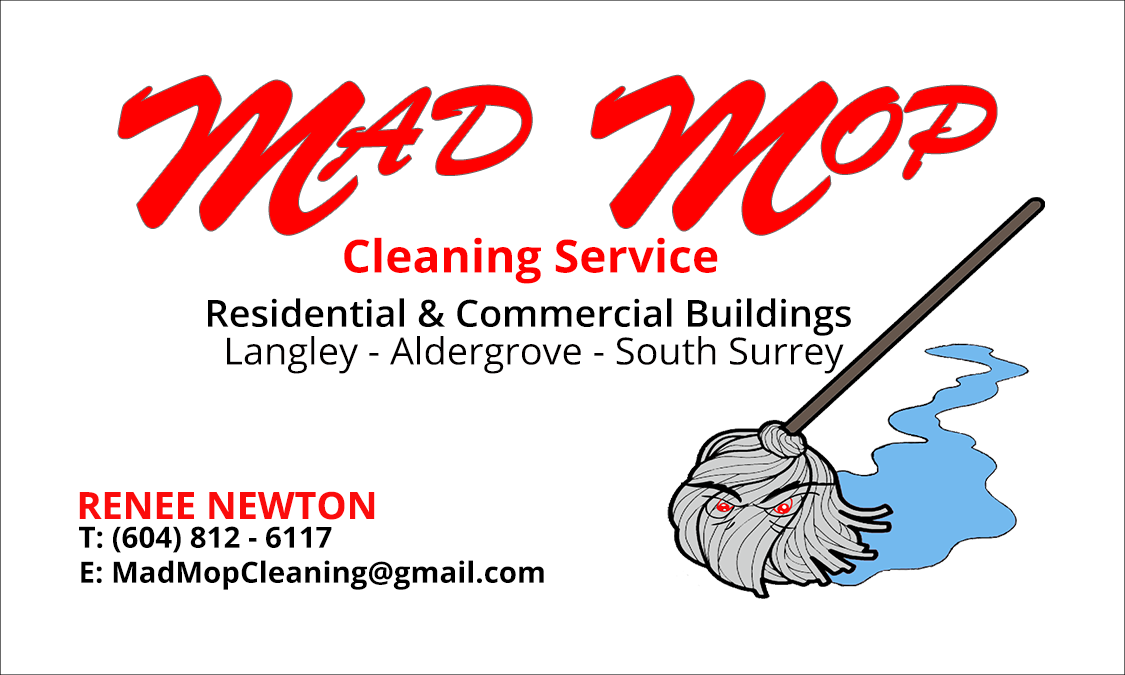 MAD MOP
Cleaning Service
Residential & Commercial Buildings
Langley - Aldergrove - South Surrey
RENEE NEWTON
T: (604) 812 - 6117
E: MadMopCleaning@gmail.com